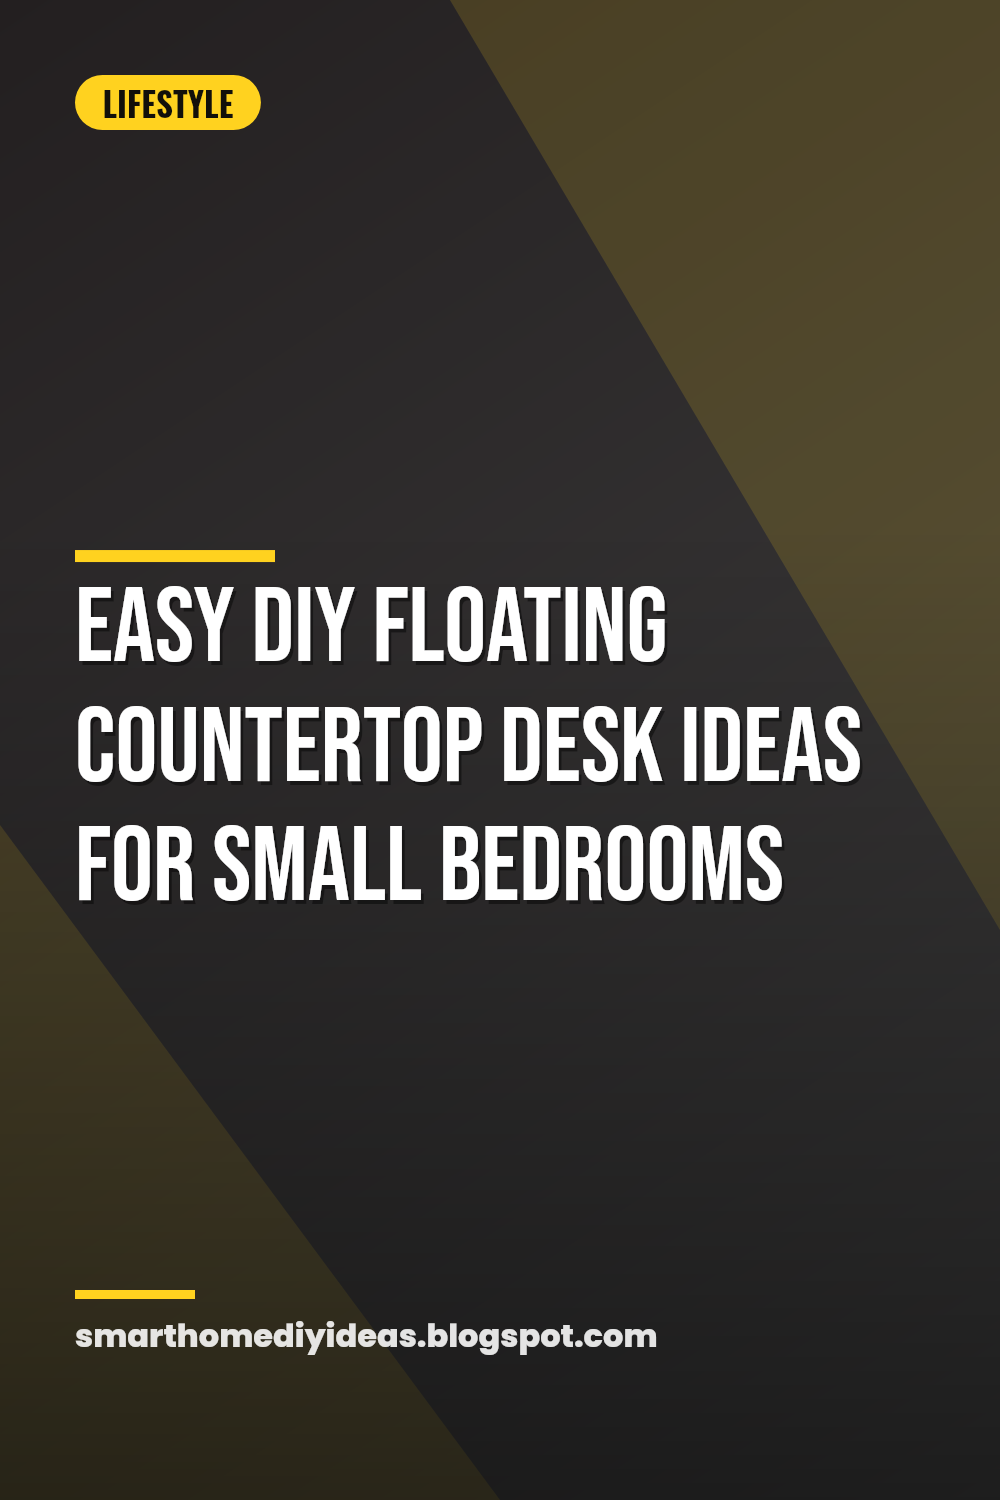 LIFESTYLE
EASY DIY FLOATING
COUNTERTOP DESK IDEAS
FOR SMALL BEDROOMS
smarthomediyideas.blogspot.com